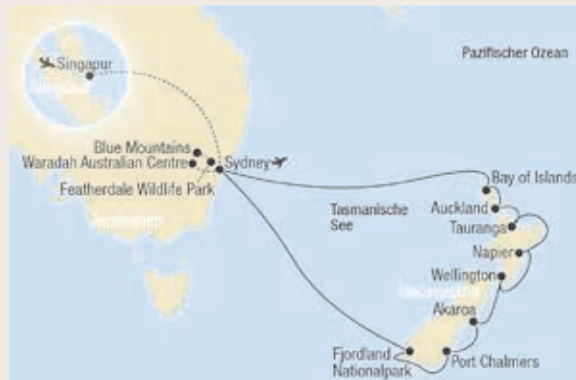 Singapur
Pazifischer Ozean
Blue Mountains
Waradah Australian Centre
Sydney
Featherdale Wildlife Park
Bay of Islands
Tasmanische
See
Auckland
Tauranga
Napier
Wellington
Akaroa
Fjordland
Nationalpark
Port Chalmers